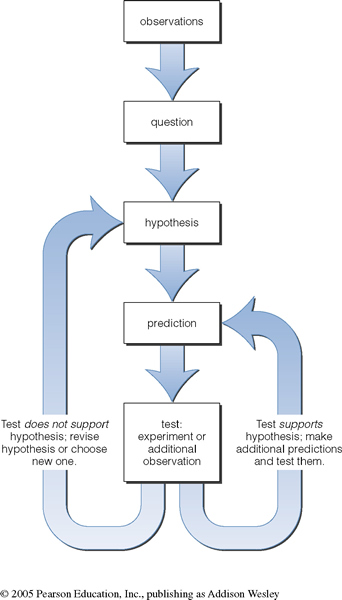 observations
question
hypothesis
prediction
Test does not support
hypothesis; revise
hypothesis or choose
new one.
test:
experiment or
additional
observation
Test supports
hypothesis; make
additional predictions
and test them.
© 2005 Pearson Education, Inc., publishing as Addison Wesley